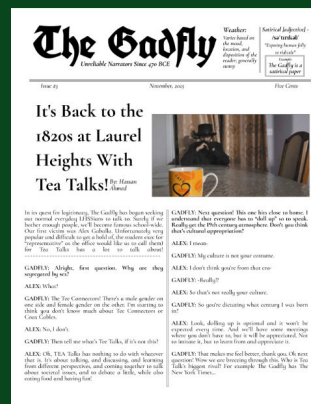 The Gadfly
Unreliable Narrators Since 470 BCE
Weather:
Varies based on
the mood,
location, and
disposition of the
reader; generally
sunny
Satirical [adjective] -
/səˈtɪrɪkəl/
"Exposing human folly
to ridicule"
Example:
The Gadfly is a
satirical paper
Issue #3
November, 2023
Five Cents
It's Back to the
1820s at Laurel
Heights With
Tea Talks!
By: Hassan
Ahmed
In its quest for legitimacy, The Gadfly has begun seeking
out normal everyday LHSSians to talk to. Surely if we
bother enough people, we'll become famous school-wide.
Our first victim was Alex Gaballa. Unfortunately very
popular and difficult to get a hold of, the student exec (or
"representative" as the office would like us to call them)
for Tea Talks has a lot to talk about!
GADFLY: Alright, first question. Why are they
segregated by sex?
ALEX: What?
GADFLY: The Tee Connectors! There's a male gender on
one side and female gender on the other. I'm starting to
think you don't know much about Tee Connectors or
Coax Cables.
ALEX: No, I don't.
GADFLY: Then tell me what's Tee Talks, if it's not this?
ALEX: Oh, TEA Talks has nothing to do with whatever
that is. It's about talking, and discussing, and learning
from different perspectives, and coming together to talk
about societal issues, and to debate a little, while also
eating food and having fun!
GADFLY: Next question! This one hits close to home. I
understand that everyone has to "doll up" so to speak.
Really get the 19th century atmosphere. Don't you think
that's cultural appropriation?
ALEX: I mean-
GADFLY: My culture is not your costume.
ALEX: I don't think you're from that era-
GADFLY: -Really?!
ALEX: So that's not really your culture.
GADFLY: So you're dictating what century I was born
in?
ALEX: Look, dolling up is optional and it won't be
expected every time. And we'll have some meetings
where you don't have to, but it will be appreciated. Not
to imitate it, but to learn from and appreciate it.
GADFLY: That makes me feel better, thank you. Ok next
question! Wow we are breezing through this. Who is Tea
Talk's biggest rival? For example The Gadfly has The
New York Times...